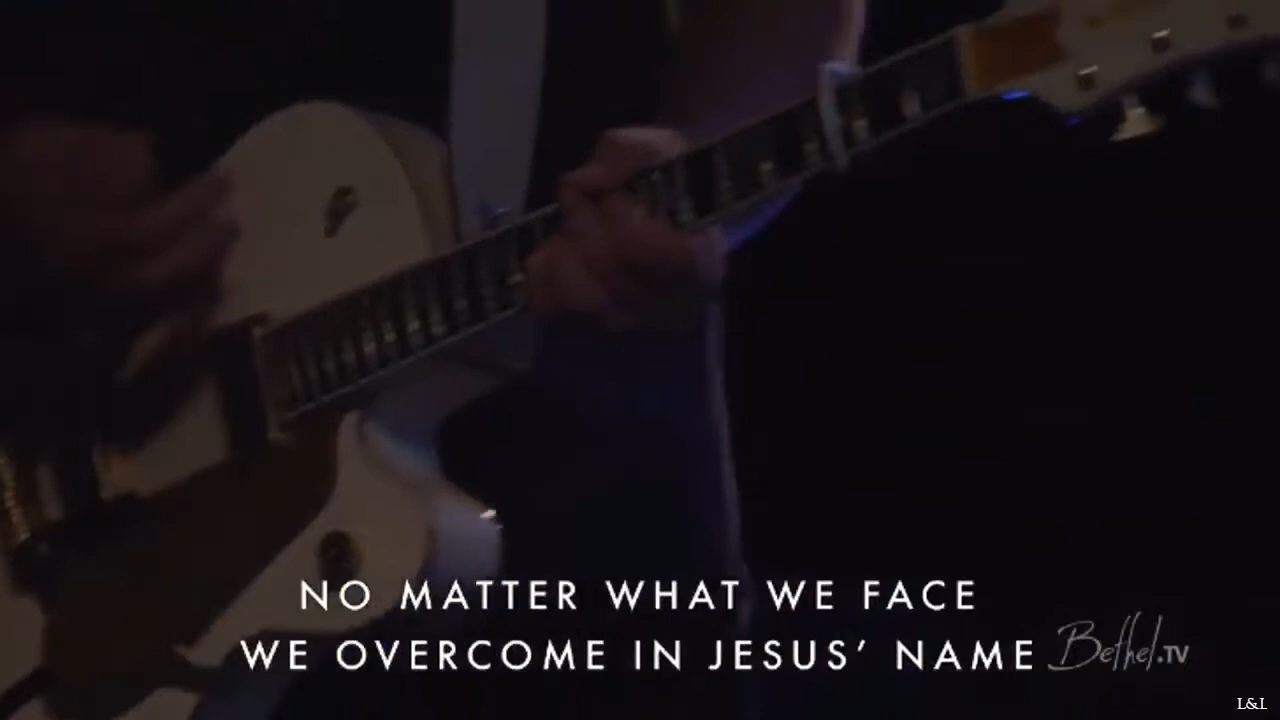 NO MATTER WHAT WE FACE
WE OVERCOME IN JESUS’ NAME
Bethel.TV
L&L